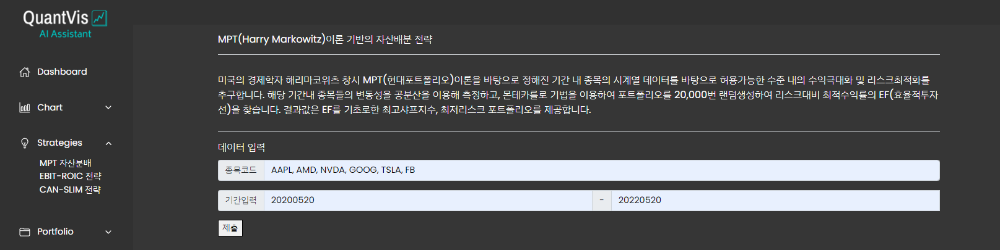 QuantVis
AI Assistant
Dashboard
Chart
Strategies
MPT 자산분배
EBIT-ROIC 전략
CAN-SLIM 전략
Portfolio
MPT(Harry Markowitz)이론 기반의 자산배분 전략
미국의 경제학자 해리마코위츠 창시 MPT(현대포트폴리오)이론을 바탕으로 정해진 기간 내 종목의 시계열 데이터를 바탕으로 허용가능한 수준 내의 수익극대화 및 리스크최적화를
추구합니다. 해당 기간내 종목들의 변동성을 공분산을 이용해 측정하고, 몬테카를로 기법을 이용하여 포트폴리오를 20,000번 랜덤생성하여 리스크대비 최적수익률의 EF(효율적투자
선)을 찾습니다. 결과값은 EF를 기초로한 최고샤프지수, 최저리스크 포트폴리오를 제공합니다.
데이터 입력
종목코드 AAPL, AMD, NVDA, GOOG, TSLA, FB
기간입력 20200520 - 20220520
제출